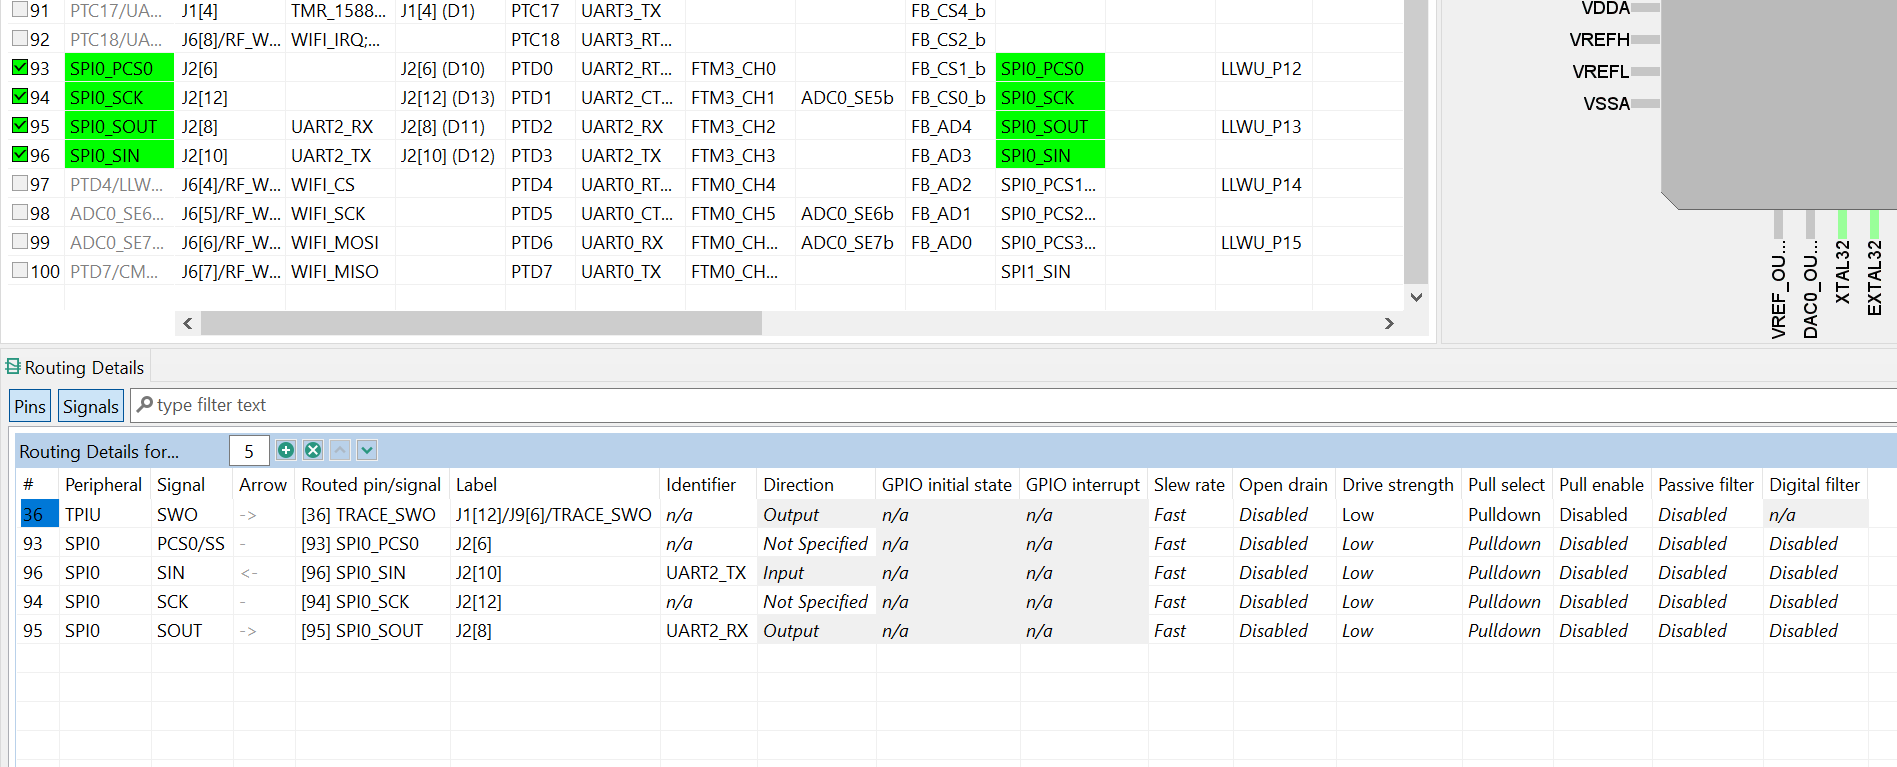 91 PTC17/UA... J1[4] TMR_1588... J1[4] (D1) PTC17 UART3_TX FB_CS4_b
92 PTC18/UA... J6[8]/RF_W... WIFI_IRQ;... PTC18 UART3_RT... FB_CS2_b
93 SPI0_PCS0 J2[6] J2[6] (D10) PTD0 UART2_RT... FTM3_CH0 FB_CS1_b SPI0_PCS0 LLWU_P12
94 SPI0_SCK J2[12] J2[12] (D13) PTD1 UART2_CT... FTM3_CH1 ADC0_SE5b FB_CS0_b SPI0_SCK
95 SPI0_SOUT J2[8] UART2_RX J2[8] (D11) PTD2 UART2_RX FTM3_CH2 FB_AD4 SPI0_SOUT LLWU_P13
96 SPI0_SIN J2[10] UART2_TX J2[10] (D12) PTD3 UART2_TX FTM3_CH3 FB_AD3 SPI0_SIN
97 PTD4/LLW... J6[4]/RF_W... WIFI_CS PTD4 UART0_RT... FTM0_CH4 FB_AD2 SPI0_PCS1... LLWU_P14
98 ADC0_SE6... J6[5]/RF_W... WIFI_SCK PTD5 UART0_CT... FTM0_CH5 ADC0_SE6b FB_AD1 SPI0_PCS2...
99 ADC0_SE7... J6[6]/RF_W... WIFI_MOSI PTD6 UART0_RX FTM0_CH... ADC0_SE7b FB_AD0 SPI0_PCS3... LLWU_P15
100 PTD7/CM... J6[7]/RF_W... WIFI_MISO PTD7 UART0_TX FTM0_CH... SPI1_SIN
VDDA
VREFH
VREFL
VSSA
VREF_OU...
DAC0_OU...
XTAL32
EXTAL32
Routing Details
Pins Signals type filter text
Routing Details for... 5
# Peripheral Signal Arrow Routed pin/signal Label Identifier Direction GPIO initial state GPIO interrupt Slew rate Open drain Drive strength Pull select Pull enable Passive filter Digital filter
36 TPIU SWO -> [36] TRACE_SWO J1[12]/J9[6]/TRACE_SWO n/a Output n/a n/a Fast Disabled Low Pulldown Disabled Disabled n/a
93 SPI0 PCS0/SS - [93] SPI0_PCS0 J2[6] n/a Not Specified n/a n/a Fast Disabled Low Pulldown Disabled Disabled Disabled
96 SPI0 SIN <- [96] SPI0_SIN J2[10] UART2_TX Input n/a n/a Fast Disabled Low Pulldown Disabled Disabled Disabled
94 SPI0 SCK - [94] SPI0_SCK J2[12] n/a Not Specified n/a n/a Fast Disabled Low Pulldown Disabled Disabled Disabled
95 SPI0 SOUT -> [95] SPI0_SOUT J2[8] UART2_RX Output n/a n/a Fast Disabled Low Pulldown Disabled Disabled Disabled